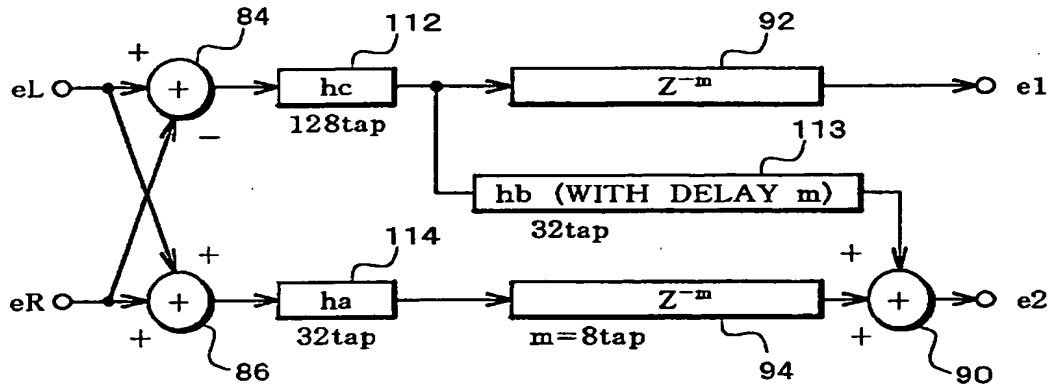 84 112 92
+ eL + hc Z⁻ᵐ e1
− 128tap
113
hb (WITH DELAY m)
32tap
114
+ +
eR + ha Z⁻ᵐ + e2
+ 32tap m=8tap +
86 94 90